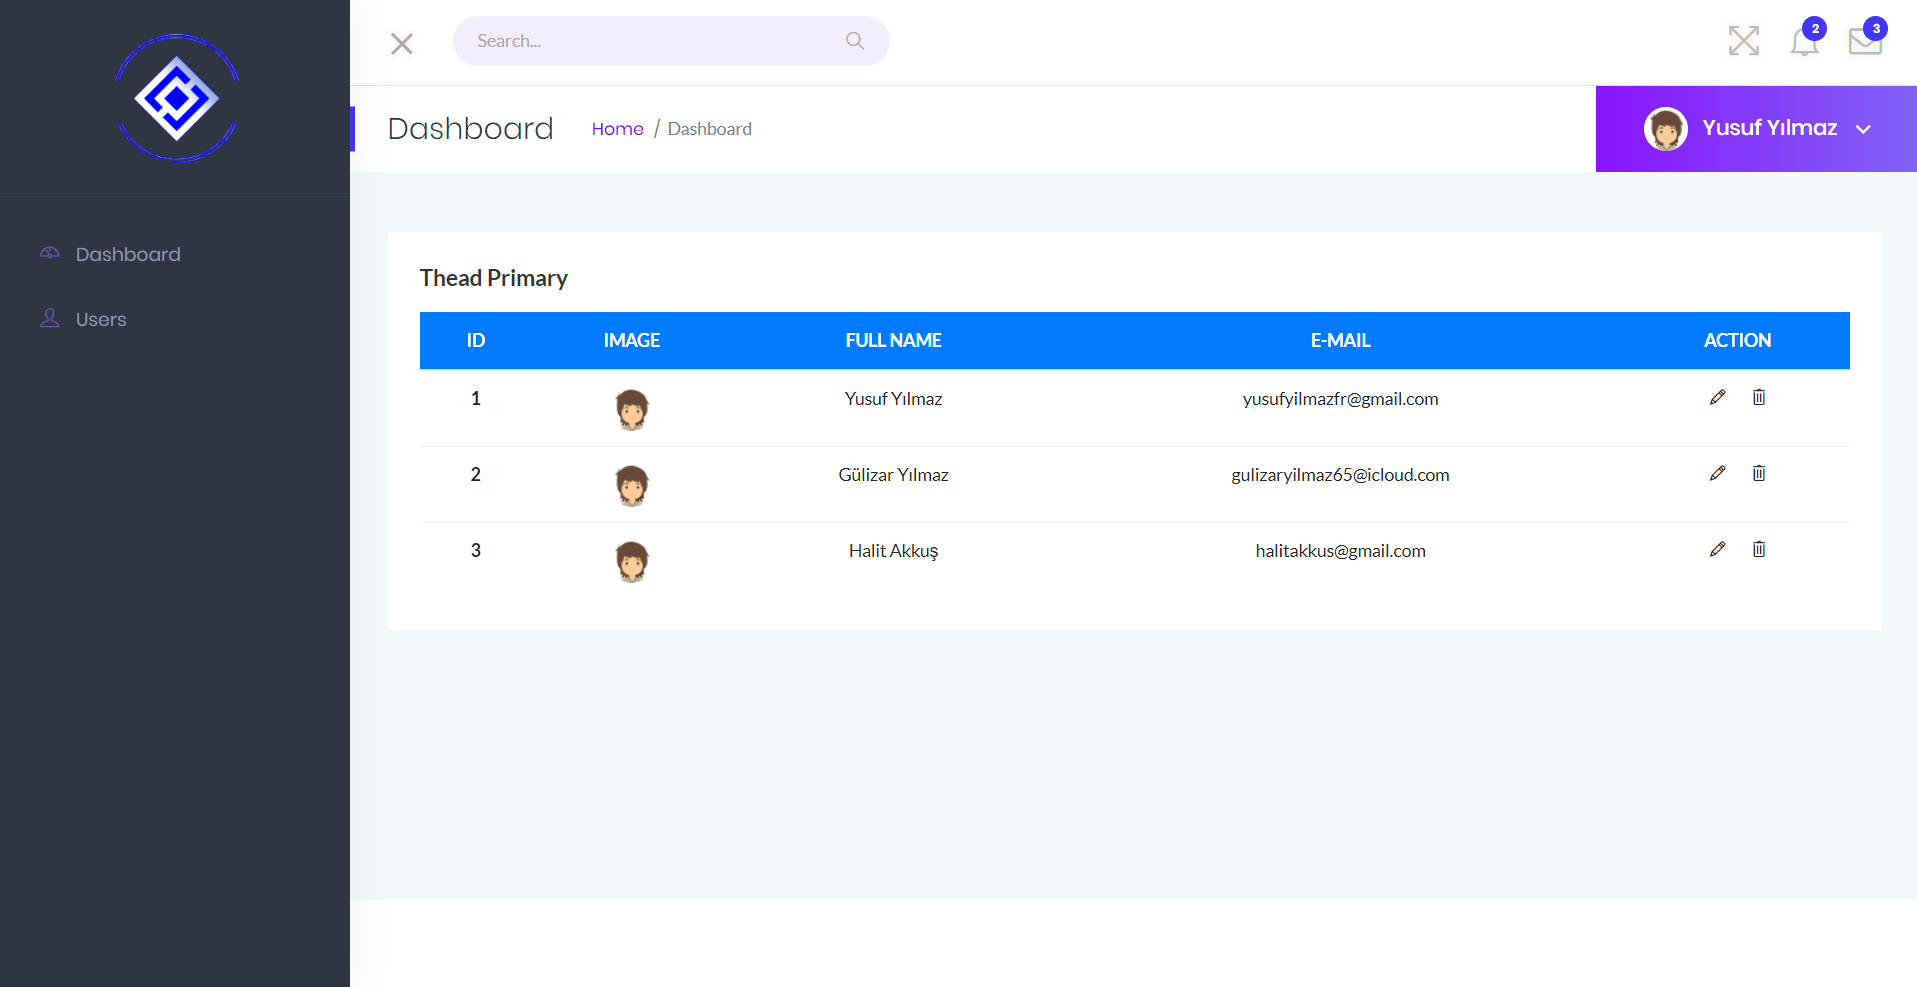 Search...
2
3
Dashboard
Home / Dashboard
Yusuf Yılmaz
Dashboard
Users
Thead Primary
ID IMAGE FULL NAME E-MAIL ACTION
1 Yusuf Yılmaz yusufyilmazfr@gmail.com
2 Gülizar Yılmaz gulizaryilmaz65@icloud.com
3 Halit Akkuş halitakkus@gmail.com